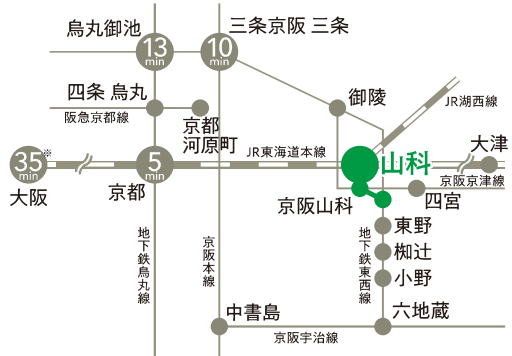 烏丸御池
三条京阪 三条
13
min
10
min
四条 烏丸
阪急京都線
京都
河原町
御陵
JR湖西線
大津
35
min
※
大阪
5
min
京都
JR東海道本線
山科
京阪京津線
京阪山科
四宮
地下鉄烏丸線
京阪本線
地下鉄東西線
東野
椥辻
小野
中書島
六地蔵
京阪宇治線